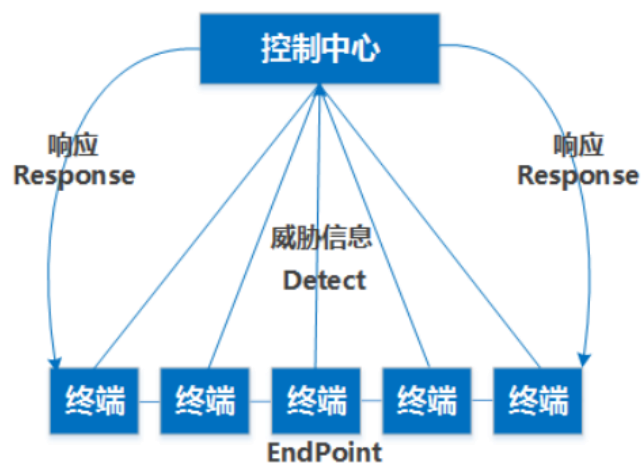 控制中心
响应
Response
响应
Response
威胁信息
Detect
终端
终端
终端
终端
终端
EndPoint